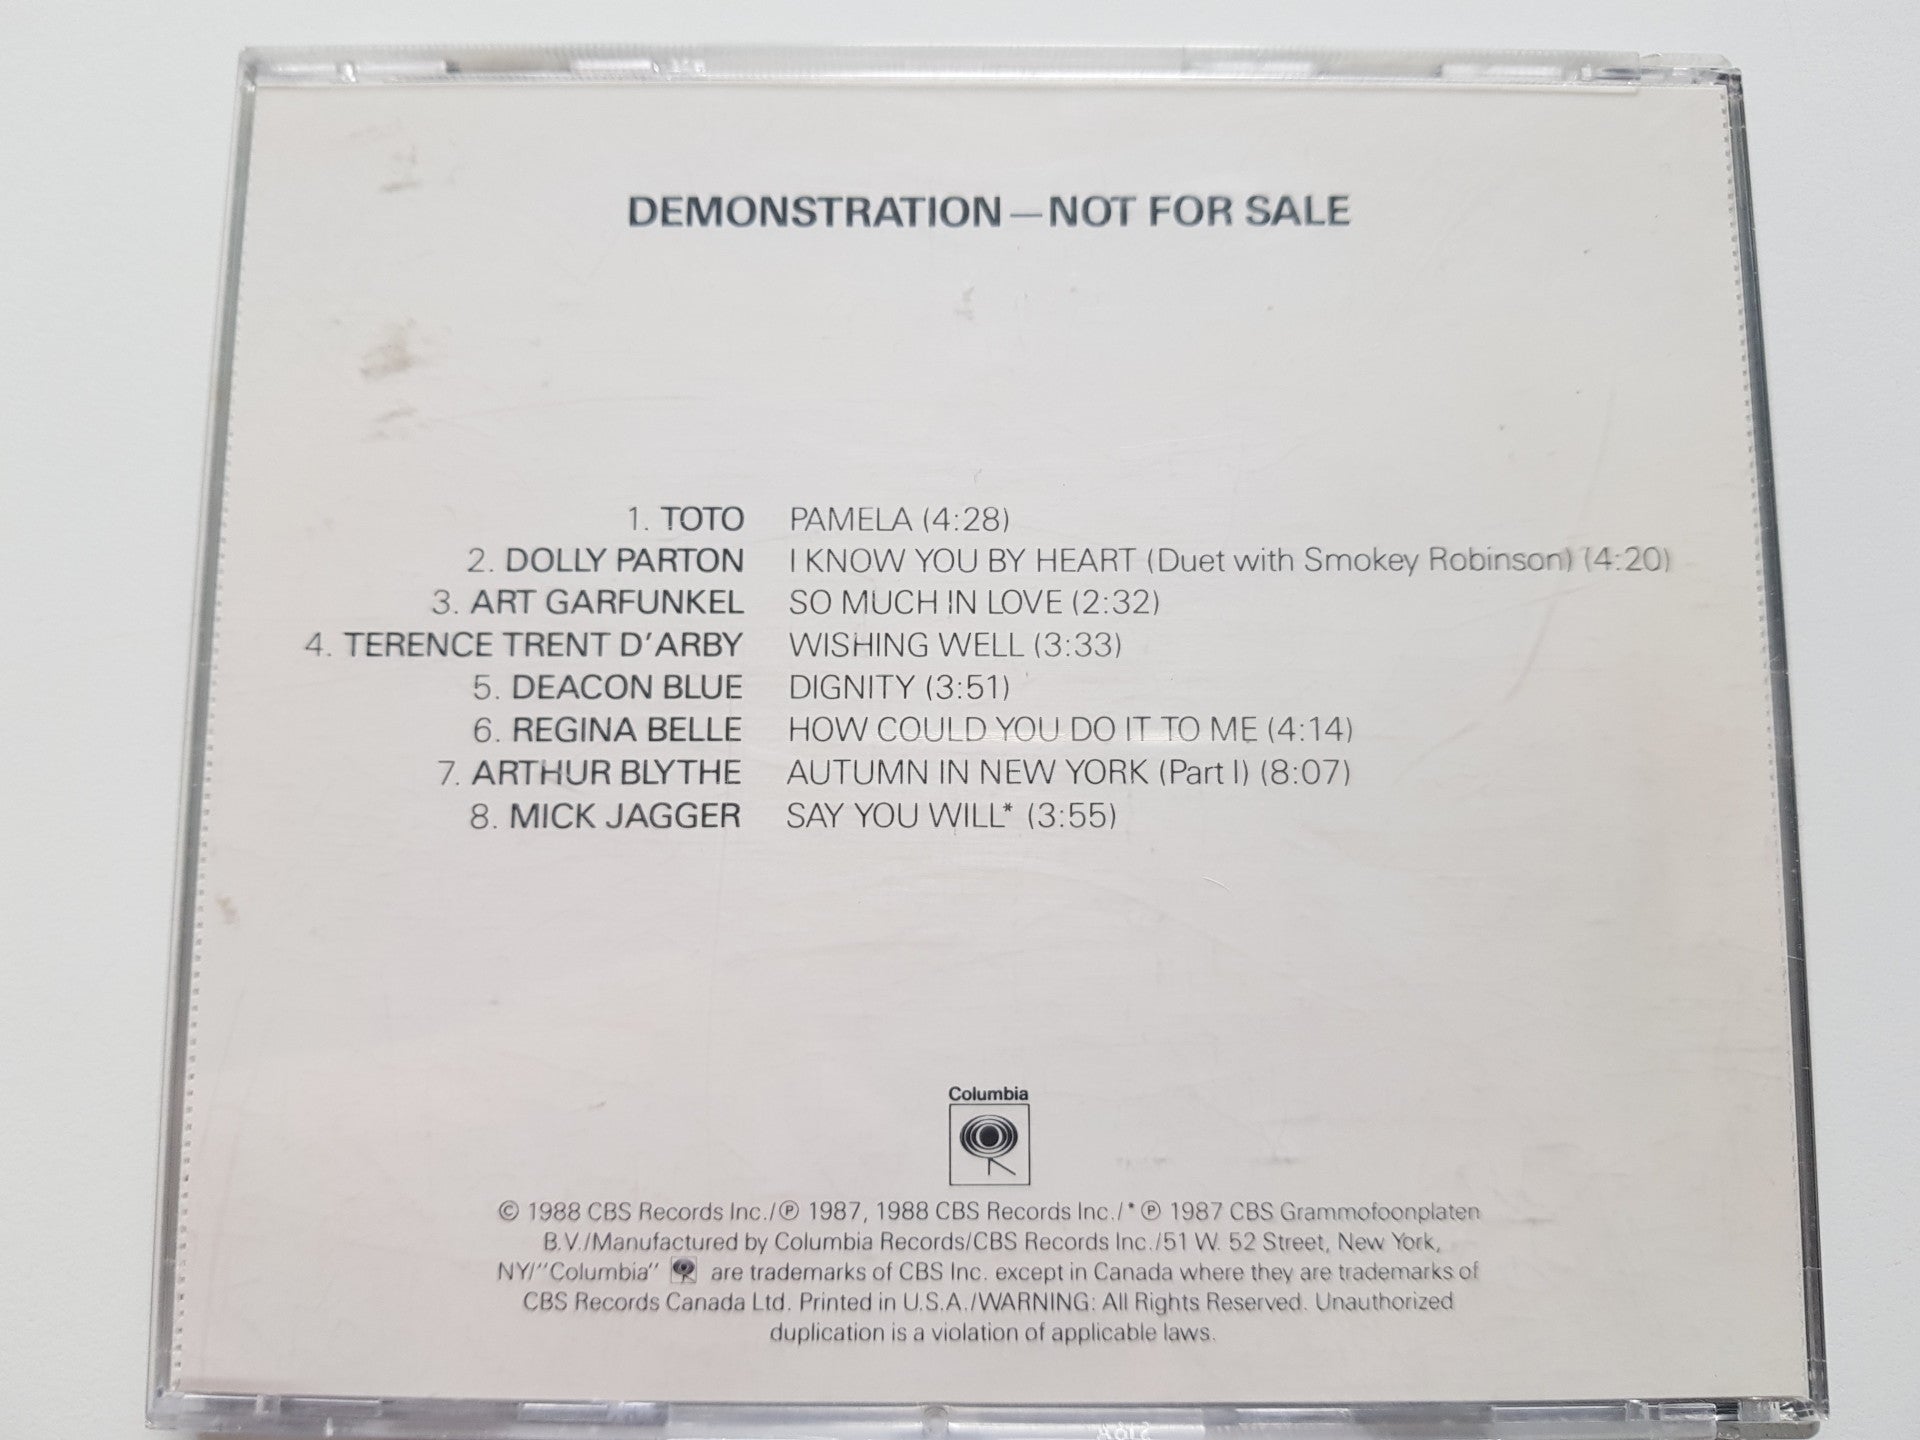 DEMONSTRATION — NOT FOR SALE
1. TOTO PAMELA (4:28)
2. DOLLY PARTON I KNOW YOU BY HEART (Duet with Smokey Robinson) (4:20)
3. ART GARFUNKEL SO MUCH IN LOVE (2:32)
4. TERENCE TRENT D'ARBY WISHING WELL (3:33)
5. DEACON BLUE DIGNITY (3:51)
6. REGINA BELLE HOW COULD YOU DO IT TO ME (4:14)
7. ARTHUR BLYTHE AUTUMN IN NEW YORK (Part I) (8:07)
8. MICK JAGGER SAY YOU WILL* (3:55)
Columbia
© 1988 CBS Records Inc./℗ 1987, 1988 CBS Records Inc./*℗ 1987 CBS Grammofoonplaten
B.V./Manufactured by Columbia Records/CBS Records Inc./51 W. 52 Street, New York,
NY/"Columbia" are trademarks of CBS Inc. except in Canada where they are trademarks of
CBS Records Canada Ltd. Printed in U.S.A./WARNING: All Rights Reserved. Unauthorized
duplication is a violation of applicable laws.